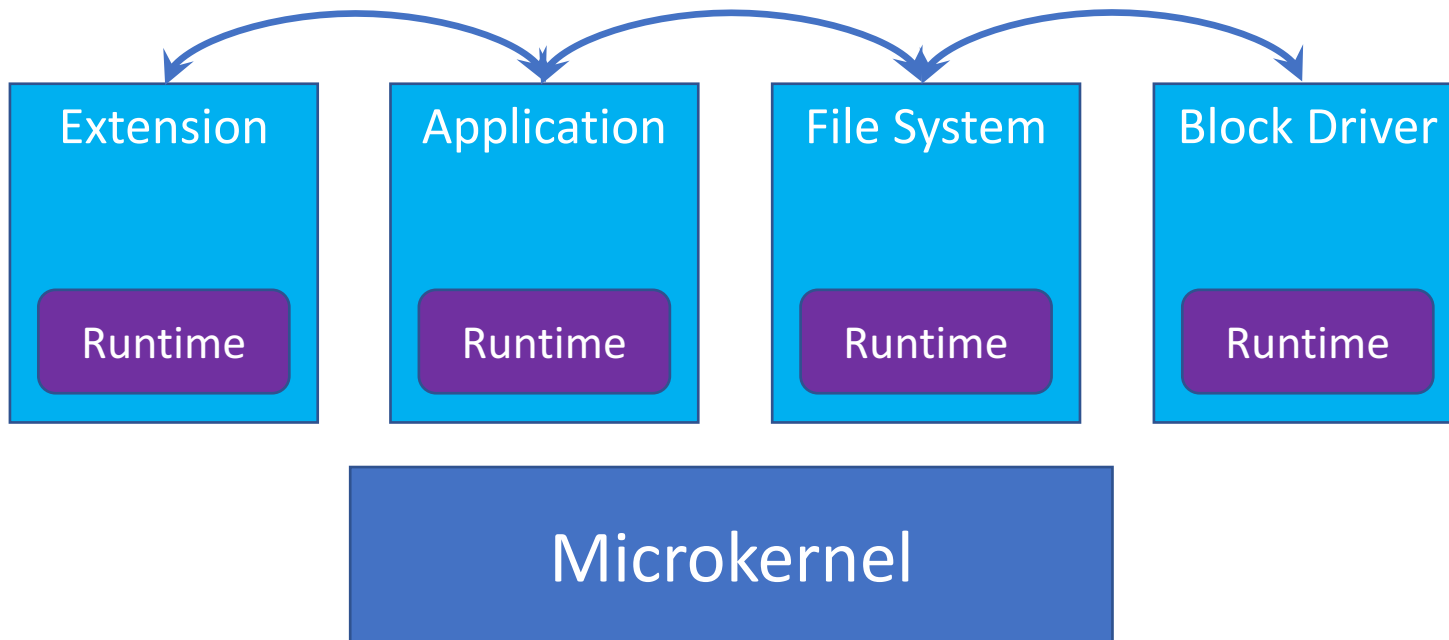 Extension
Application
File System
Block Driver
Runtime
Runtime
Runtime
Runtime
Microkernel